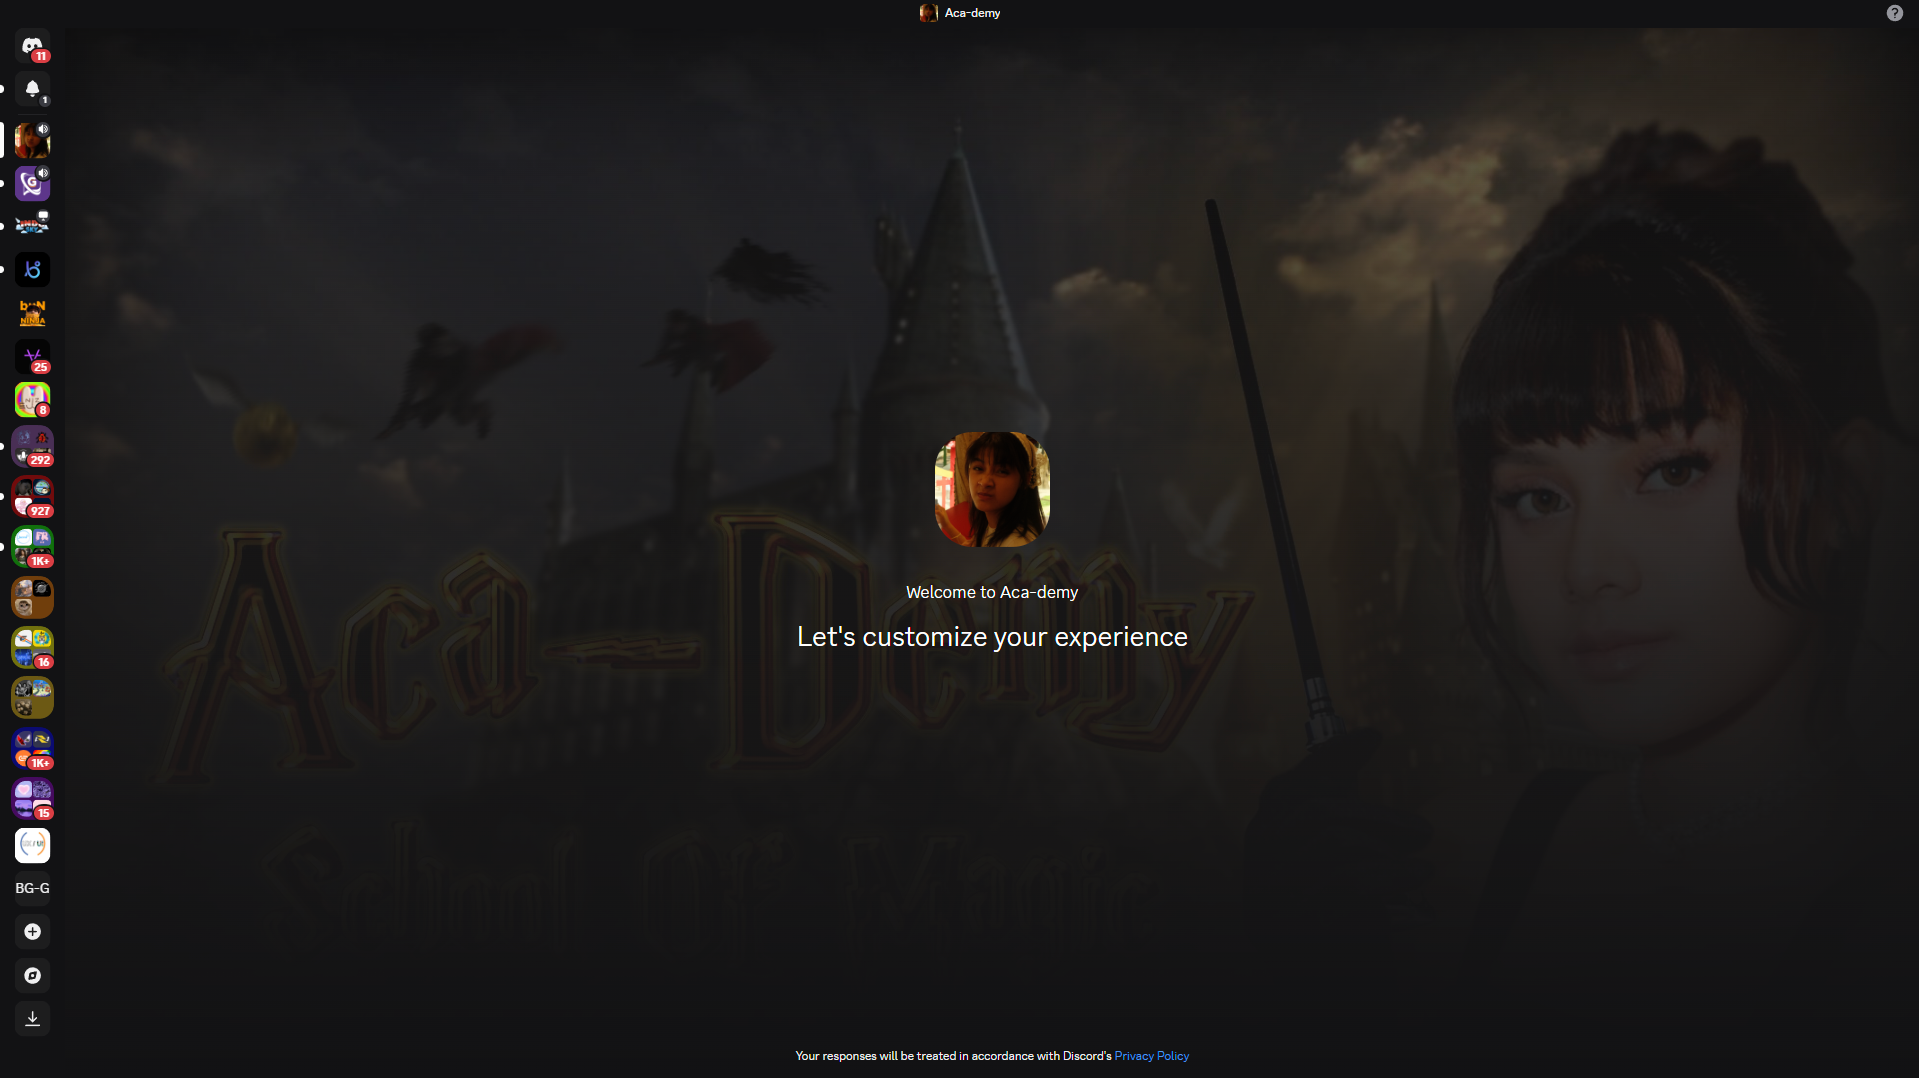 Aca-demy
11
1
25
8
292
927
1K+
16
1K+
15
BG-G
Aca-Demy
School Of Magic
Welcome to Aca-demy
Let's customize your experience
Your responses will be treated in accordance with Discord's Privacy Policy